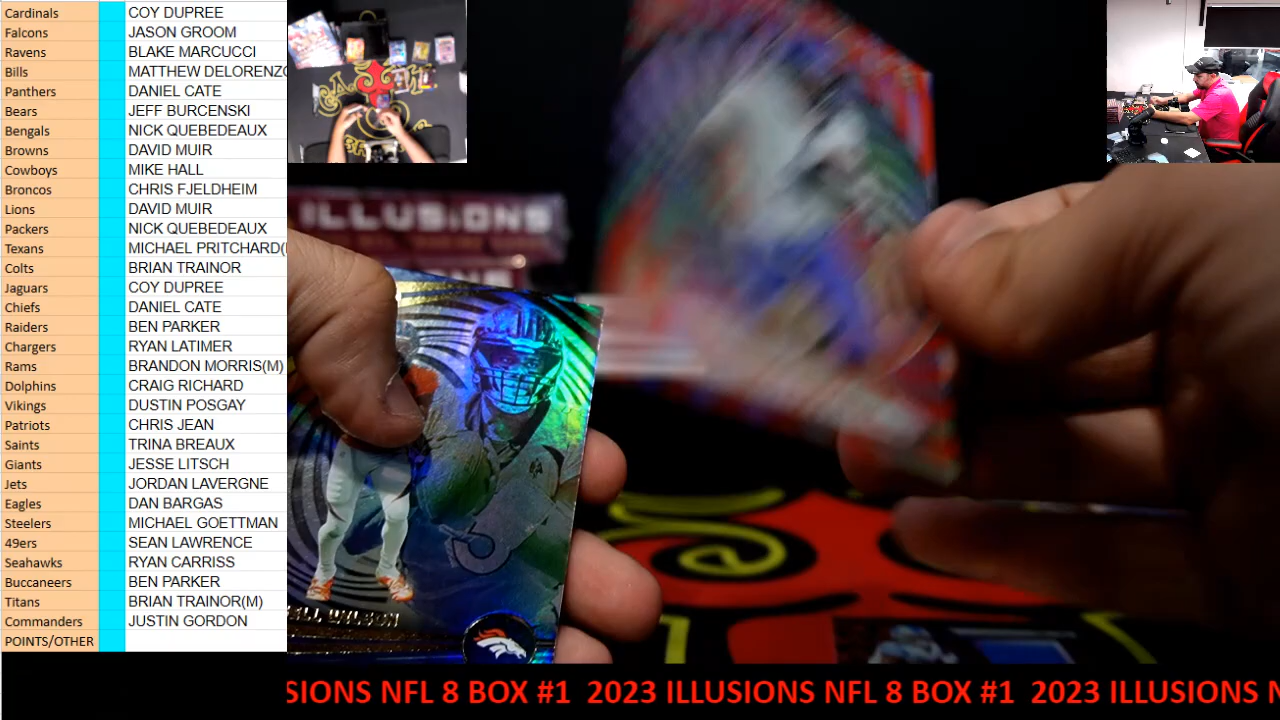 Cardinals COY DUPREE
Falcons JASON GROOM
Ravens BLAKE MARCUCCI
Bills MATTHEW DELORENZO
Panthers DANIEL CATE
Bears JEFF BURCENSKI
Bengals NICK QUEBEDEAUX
Browns DAVID MUIR
Cowboys MIKE HALL
Broncos CHRIS FJELDHEIM
Lions DAVID MUIR
Packers NICK QUEBEDEAUX
Texans MICHAEL PRITCHARD(
Colts BRIAN TRAINOR
Jaguars COY DUPREE
Chiefs DANIEL CATE
Raiders BEN PARKER
Chargers RYAN LATIMER
Rams BRANDON MORRIS(M)
Dolphins CRAIG RICHARD
Vikings DUSTIN POSGAY
Patriots CHRIS JEAN
Saints TRINA BREAUX
Giants JESSE LITSCH
Jets JORDAN LAVERGNE
Eagles DAN BARGAS
Steelers MICHAEL GOETTMAN
49ers SEAN LAWRENCE
Seahawks RYAN CARRISS
Buccaneers BEN PARKER
Titans BRIAN TRAINOR(M)
Commanders JUSTIN GORDON
POINTS/OTHER
ILLUSIONS
WILSON
SIONS NFL 8 BOX #1 2023 ILLUSIONS NFL 8 BOX #1 2023 ILLUSIONS